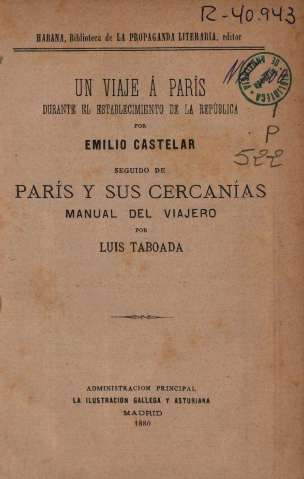 R-40.943
HABANA, Biblioteca de LA PROPAGANDA LITERARIA, editor
UN VIAJE Á PARÍS
DURANTE EL ESTABLECIMIENTO DE LA REPÚBLICA
POR
EMILIO CASTELAR
SEGUIDO DE
PARÍS Y SUS CERCANÍAS
MANUAL DEL VIAJERO
POR
LUIS TABOADA
P
522
ADMINISTRACION PRINCIPAL
LA ILUSTRACIÓN GALLEGA Y ASTURIANA
MADRID
1880